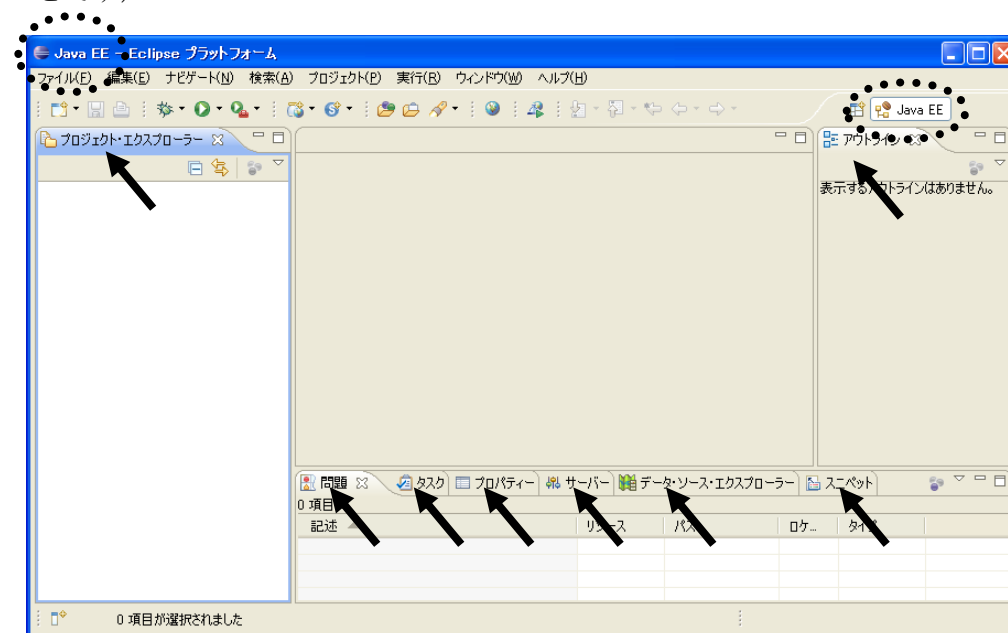 Java EE - Eclipse プラットフォーム
ファイル(F) 編集(E) ナビゲート(N) 検索(A) プロジェクト(P) 実行(R) ウィンドウ(W) ヘルプ(H)
Java EE
プロジェクト・エクスプローラー
アウトライン
表示するアウトラインはありません。
問題 タスク プロパティー サーバー データ・ソース・エクスプローラー スニペット
0 項目
記述 リソース パス ロケ... タイプ
0 項目が選択されました